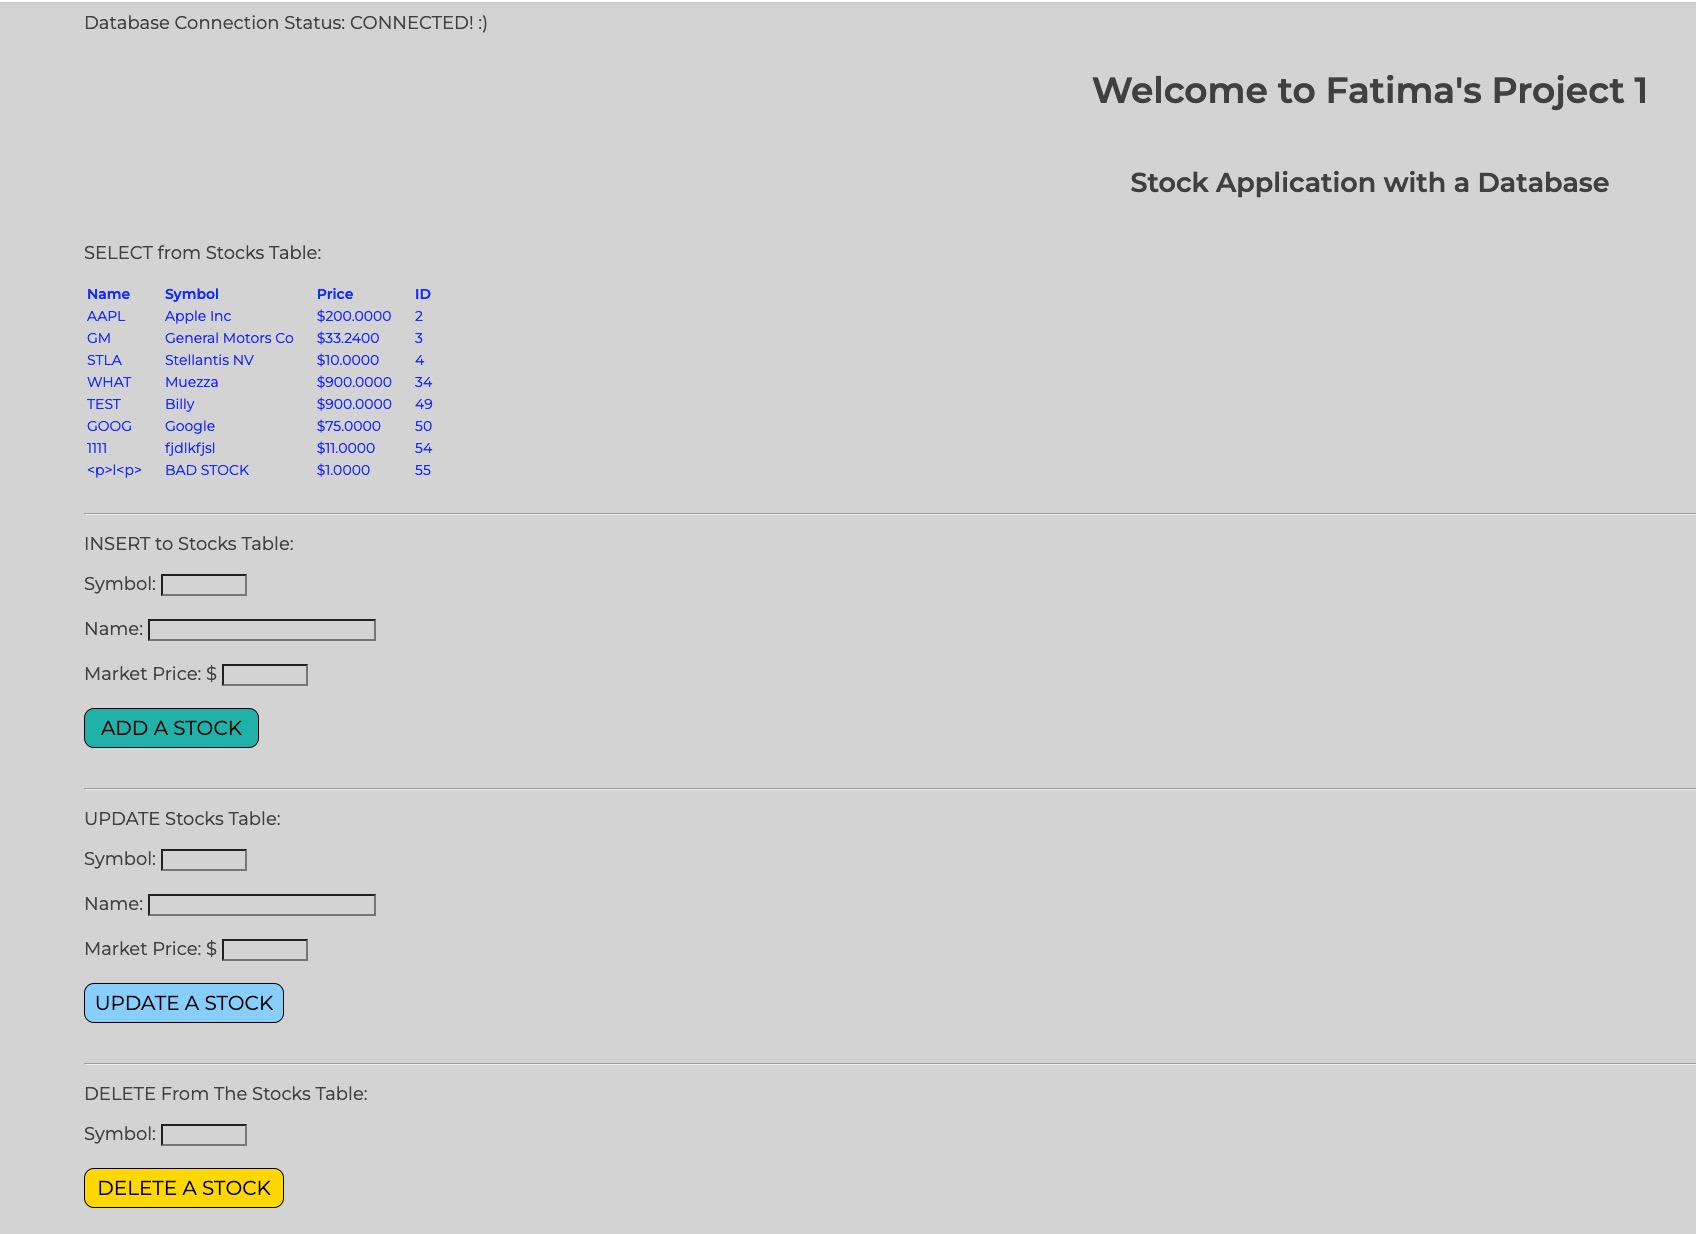 Database Connection Status: CONNECTED! :)
Welcome to Fatima's Project 1
Stock Application with a Database
SELECT from Stocks Table:
Name Symbol Price ID
AAPL Apple Inc $200.0000 2
GM General Motors Co $33.2400 3
STLA Stellantis NV $10.0000 4
WHAT Muezza $900.0000 34
TEST Billy $900.0000 49
GOOG Google $75.0000 50
1111 fjdlkfjsl $11.0000 54
<p>l<p> BAD STOCK $1.0000 55
INSERT to Stocks Table:
Symbol:
Name:
Market Price: $
ADD A STOCK
UPDATE Stocks Table:
Symbol:
Name:
Market Price: $
UPDATE A STOCK
DELETE From The Stocks Table:
Symbol:
DELETE A STOCK